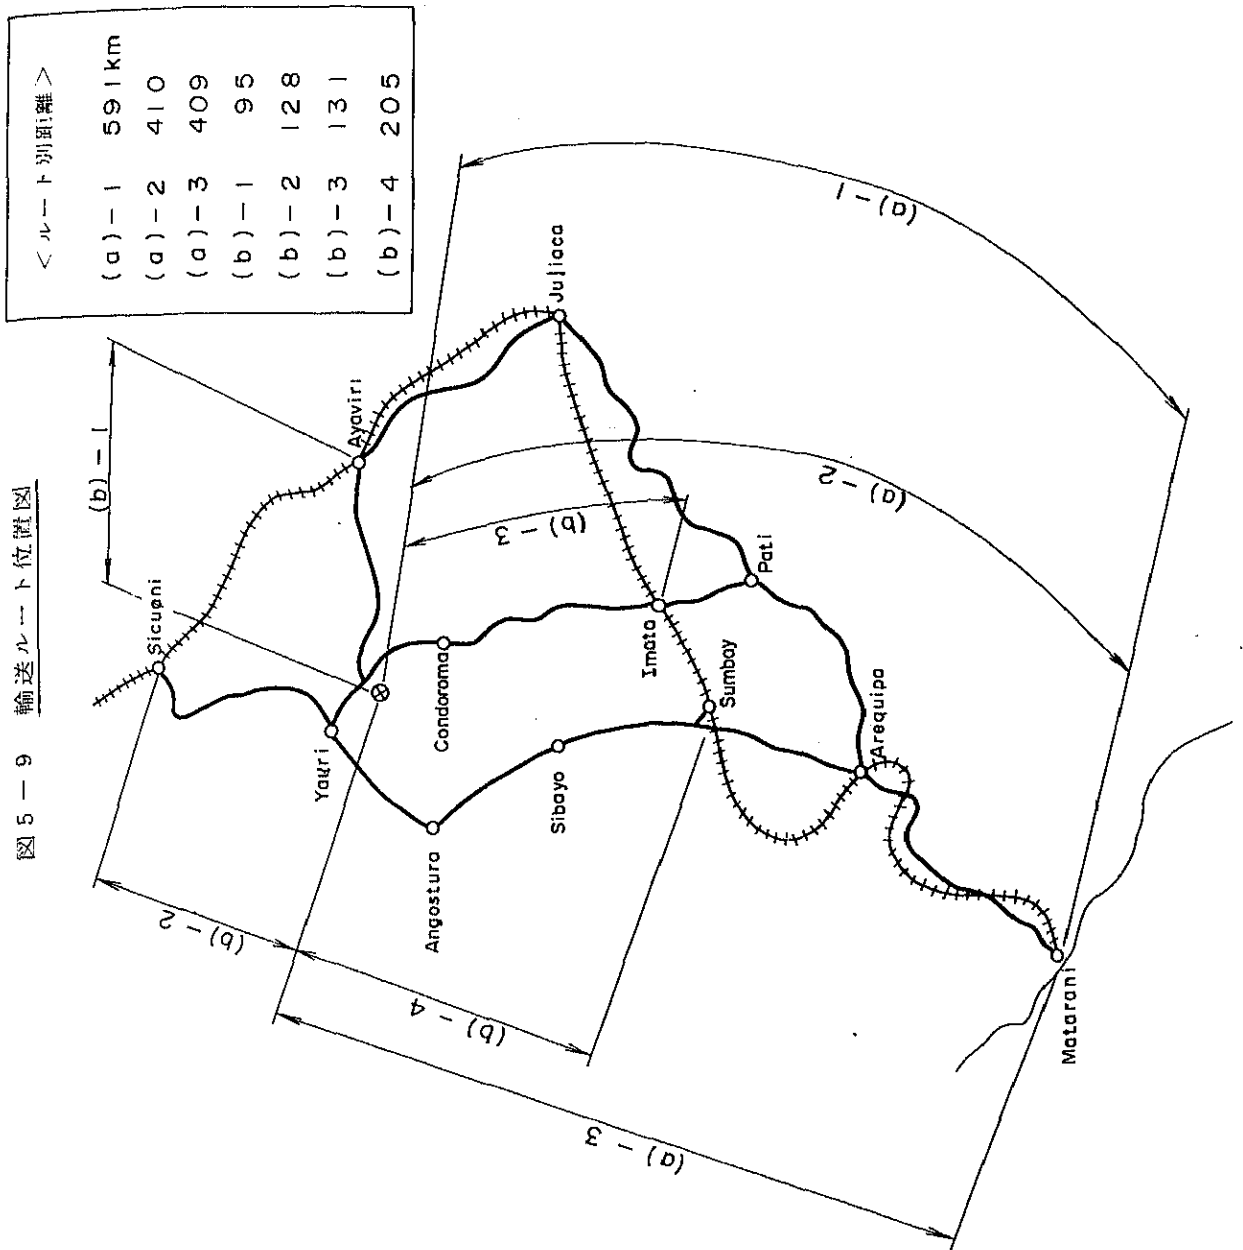 図5-9 輸送ルート位置図
<ルート別距離>
(a)-1 591km
(a)-2 410
(a)-3 409
(b)-1 95
(b)-2 128
(b)-3 131
(b)-4 205
(b)-1
Sicuani
Ayaviri
Juliaca
Yauri
Condoroma
Angostura
Sibayo
Imata
Sumbay
Pati
Arequipa
Matarani
(b)-2
(b)-4
(a)-3
(b)-3
(a)-2
(a)-1